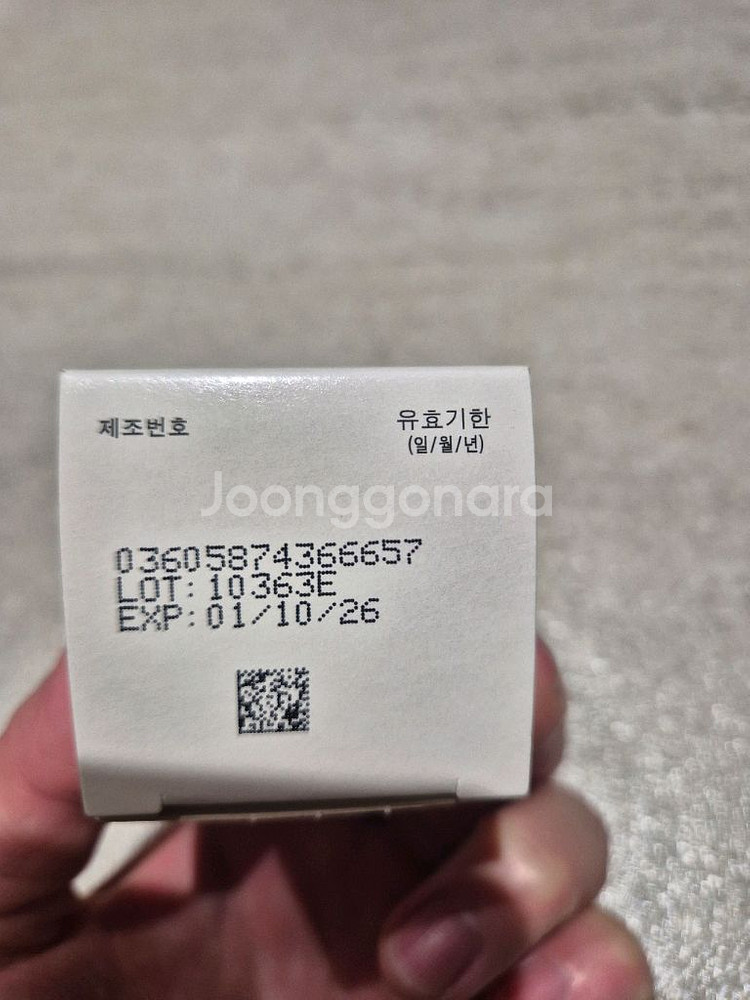 제조번호
유효기한
(일/월/년)
Joonggonara
03605874366657
LOT: 10363E
EXP: 01/10/26